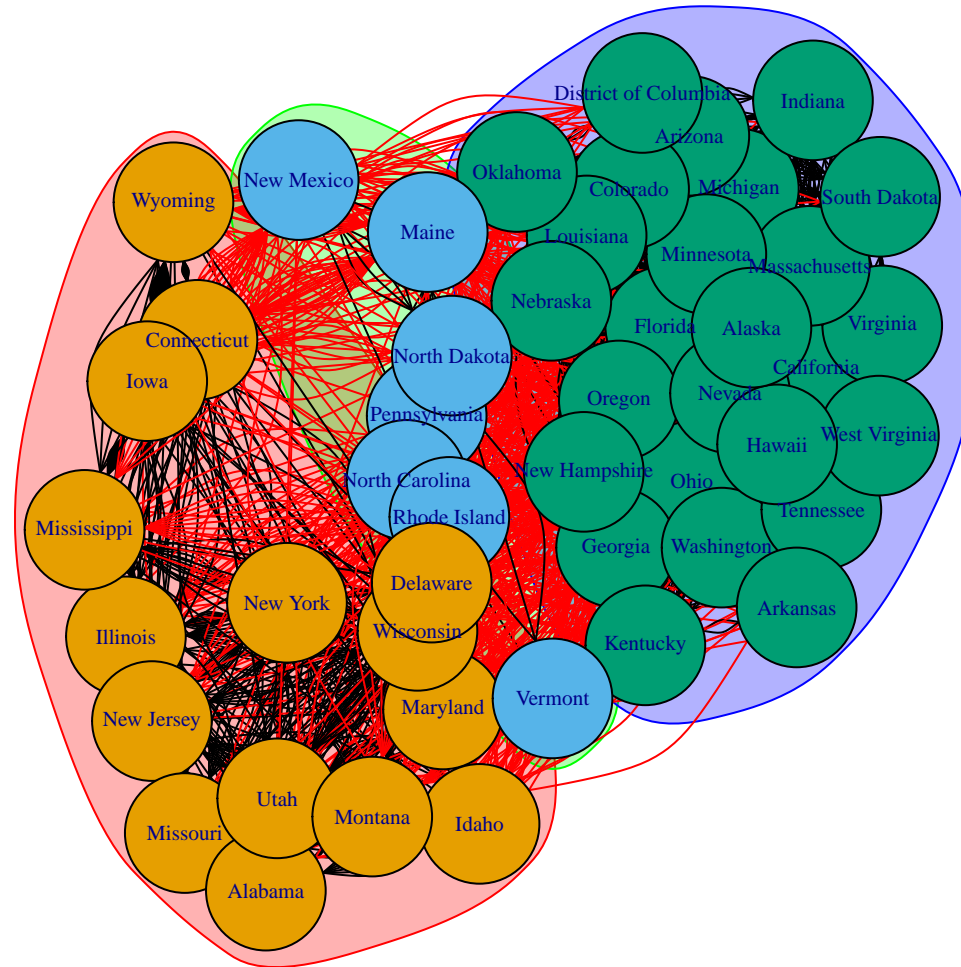 District of Columbia
Indiana
Arizona
Oklahoma
New Mexico
Colorado
Michigan
South Dakota
Wyoming
Maine
Louisiana
Minnesota
Massachusetts
Nebraska
Florida
Alaska
Virginia
Connecticut
North Dakota
California
Iowa
Pennsylvania
Oregon
Nevada
New Hampshire
Hawaii
West Virginia
North Carolina
Ohio
Rhode Island
Tennessee
Mississippi
Georgia
Washington
Delaware
New York
Arkansas
Illinois
Wisconsin
Kentucky
Vermont
Maryland
New Jersey
Utah
Montana
Idaho
Missouri
Alabama